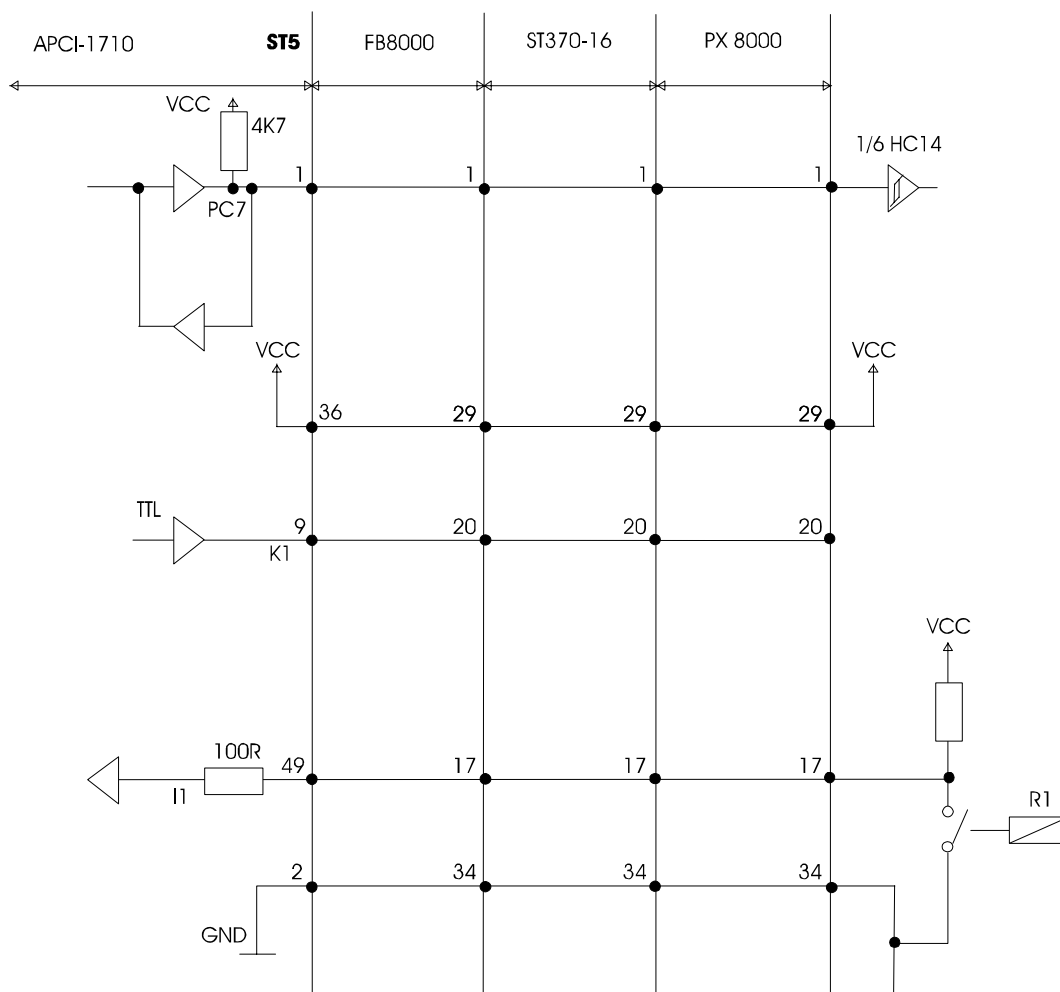 APCI-1710 ST5 FB8000 ST370-16 PX 8000
VCC
4K7
1/6 HC14
1 1 1 1
PC7
VCC VCC
36 29 29 29
TTL
9 20 20 20
K1
VCC
100R
49 17 17 17
I1
R1
2 34 34 34
GND